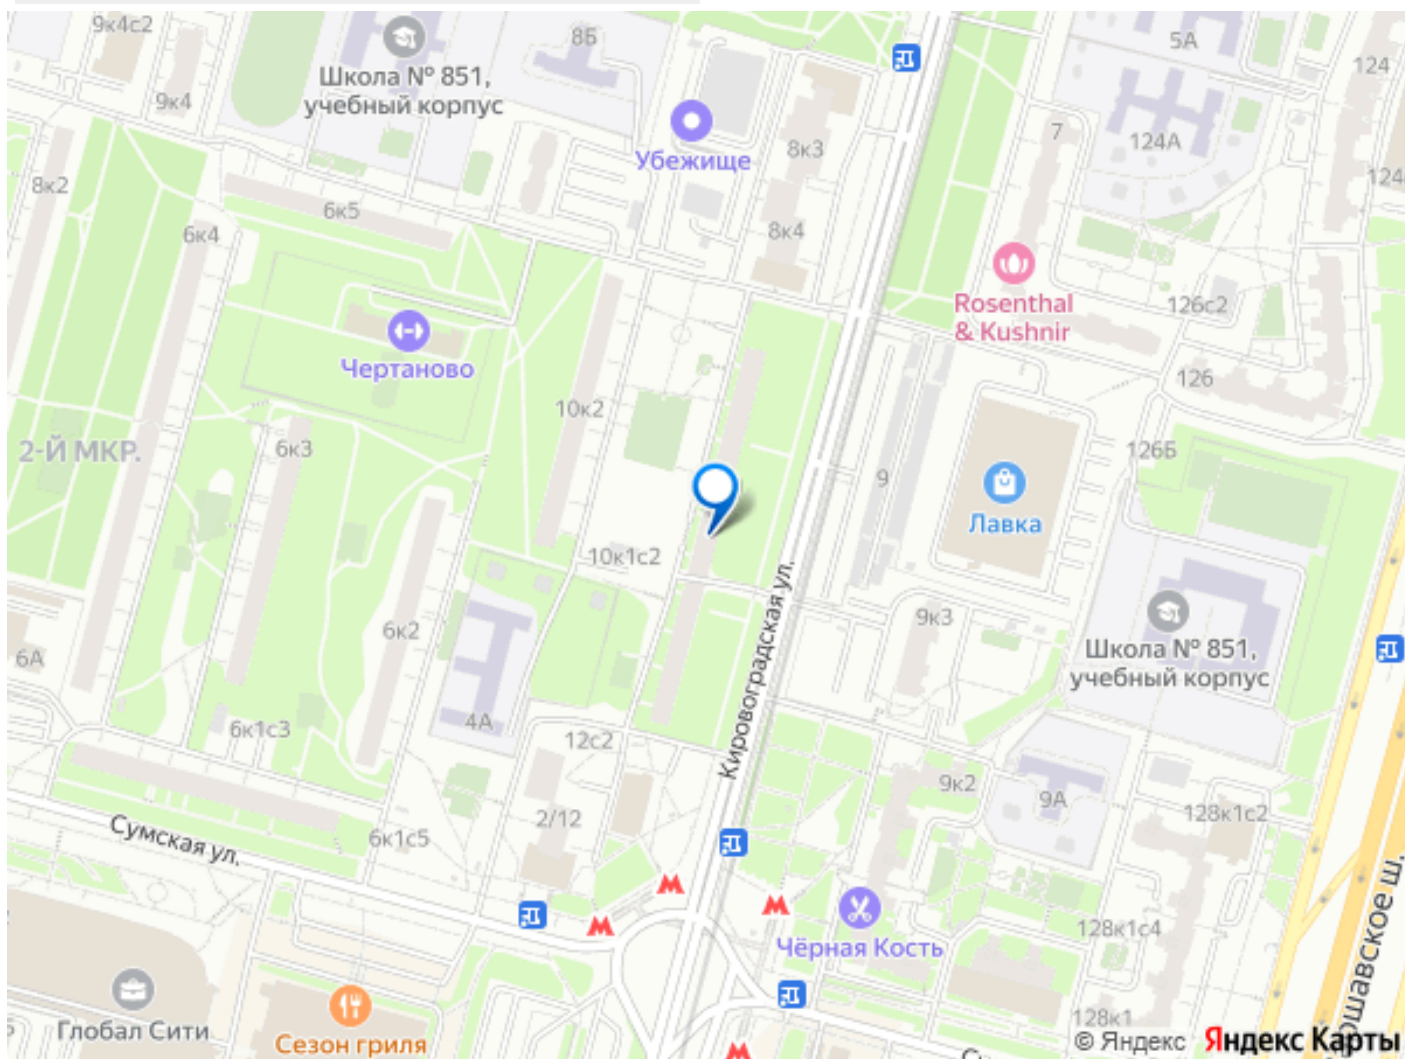 9к4с2
Школа № 851,
учебный корпус
8Б
5А
124
9к4
Убежище
8к3
7
124А
124
8к2
6к5
6к4
8к4
Rosenthal
& Kushnir
126с2
Чертаново
126
10к2
2-Й МКР.
6к3
126Б
9
Лавка
10к1с2
Кировоградская ул.
9к3
6к2
Школа № 851,
учебный корпус
6А
6к1с3
4А
12с2
9к2
9А
128к1с2
2/12
Сумская ул.
6к1с5
128к1с4
Чёрная Кость
Глобал Сити
Сезон гриля
128к1
© Яндекс Яндекс Карты
ошавское ш.